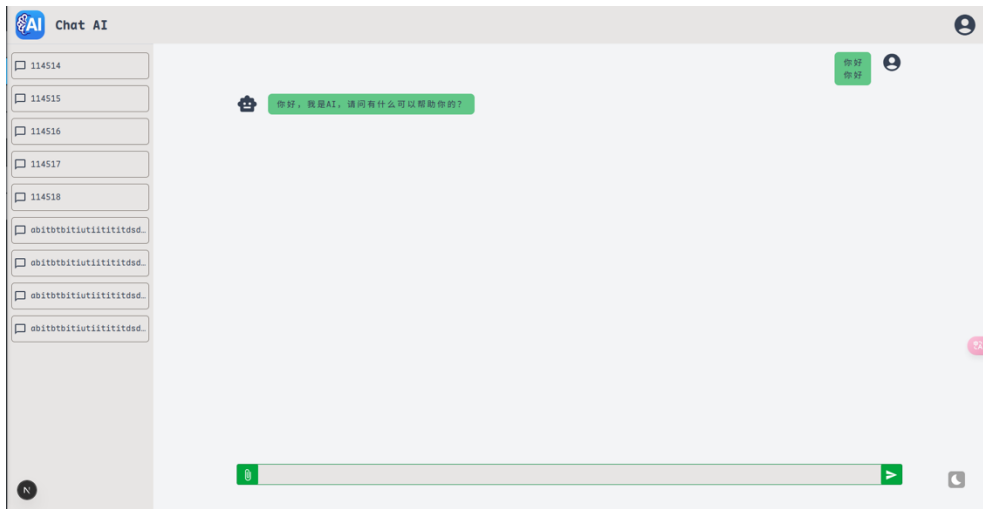 AI Chat AI
114514
114515
114516
114517
114518
abitbtbitiutiitititdsd…
abitbtbitiutiitititdsd…
abitbtbitiutiitititdsd…
abitbtbitiutiitititdsd…
你好
你好
你好，我是AI，请问有什么可以帮助你的？
N